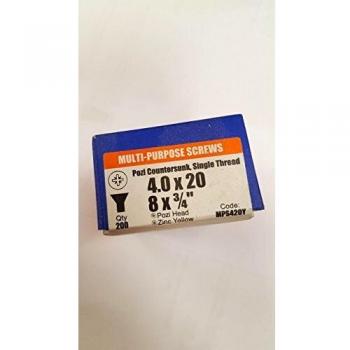 MULTI-PURPOSE SCREWS
Pozi Countersunk, Single Thread
4.0 x 20
8 x 3/4"
Qty
200
Pozi Head
Zinc Yellow
Code:
MPS420Y